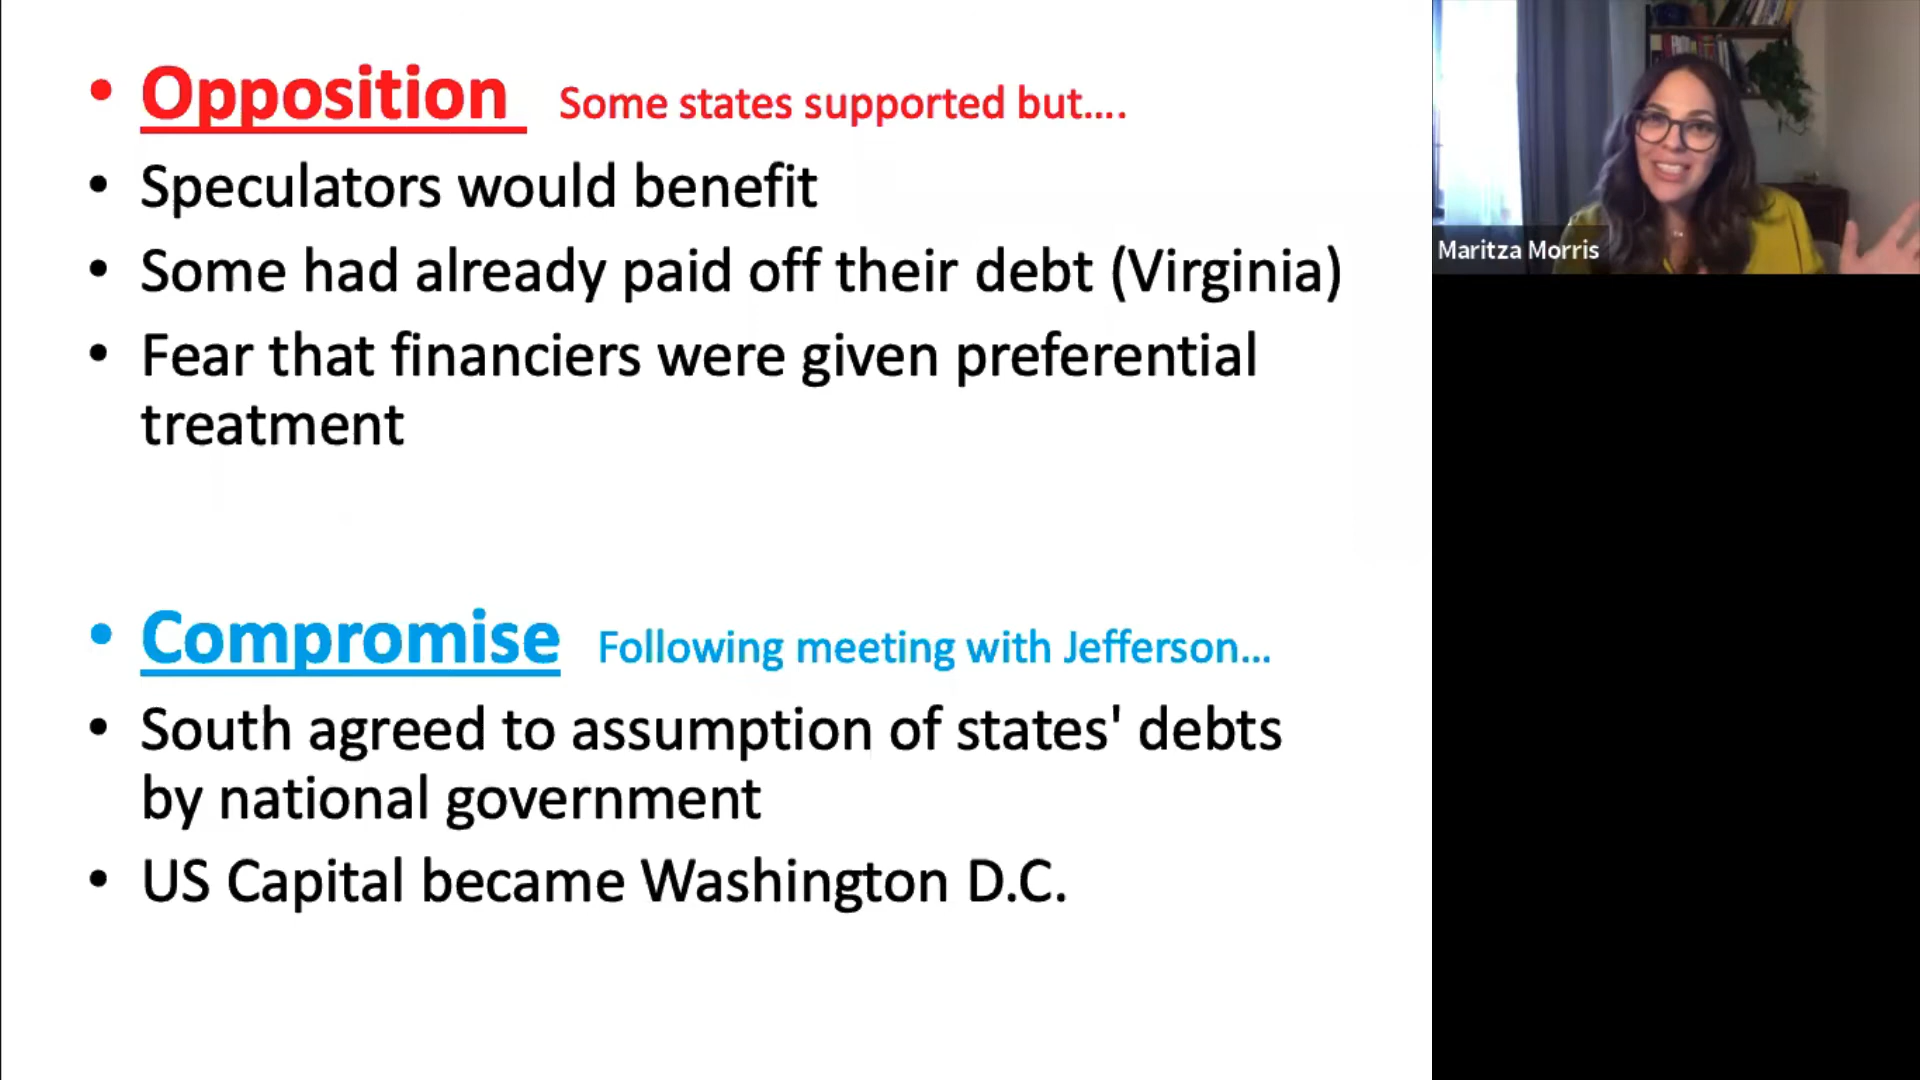 • Opposition Some states supported but....
• Speculators would benefit
• Some had already paid off their debt (Virginia)
• Fear that financiers were given preferential
treatment
• Compromise Following meeting with Jefferson...
• South agreed to assumption of states' debts
by national government
• US Capital became Washington D.C.
Maritza Morris